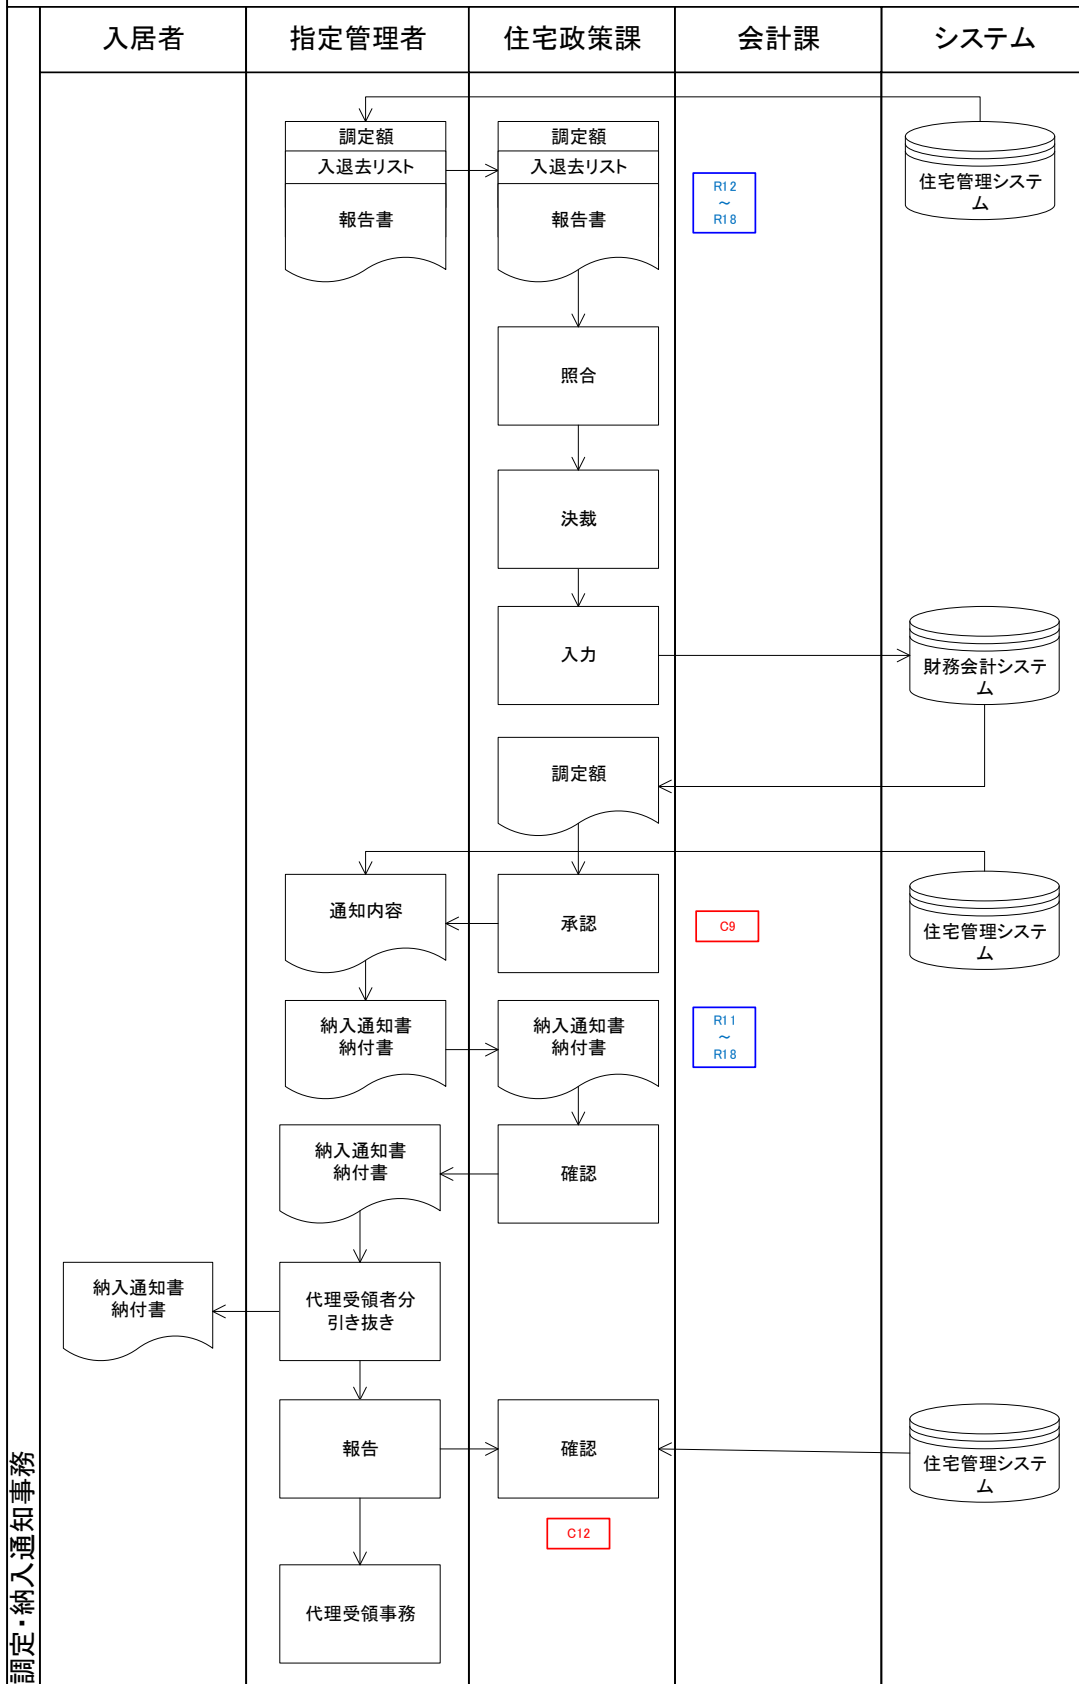 入居者
指定管理者
住宅政策課
会計課
システム
調定額
入退去リスト
報告書
調定額
入退去リスト
報告書
R12
～
R18
住宅管理システ
ム
照合
決裁
入力
財務会計システ
ム
調定額
通知内容
承認
C9
住宅管理システ
ム
納入通知書
納付書
納入通知書
納付書
R11
～
R18
納入通知書
納付書
確認
納入通知書
納付書
代理受領者分
引き抜き
報告
確認
住宅管理システ
ム
C12
代理受領事務
調定・納入通知事務